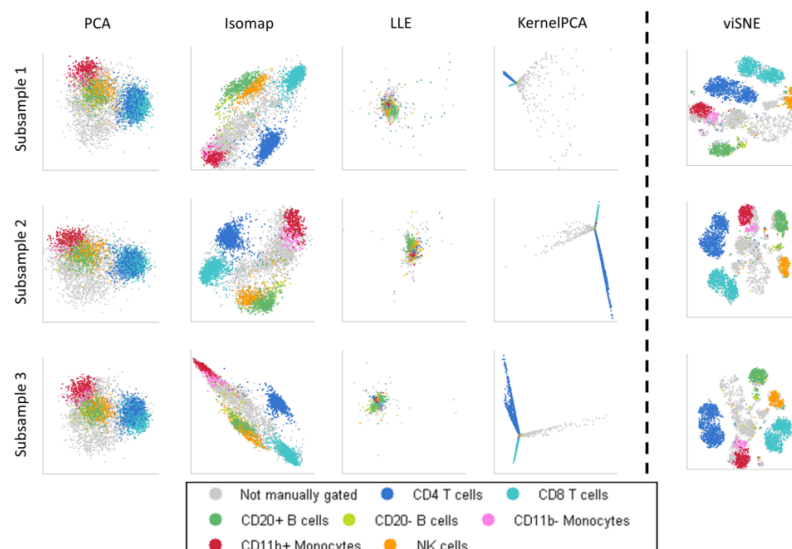 PCA Isomap LLE KernelPCA viSNE
Subsample 1
Subsample 2
Subsample 3
Not manually gated CD4 T cells CD8 T cells
CD20+ B cells CD20- B cells CD11b- Monocytes
CD11b+ Monocytes NK cells